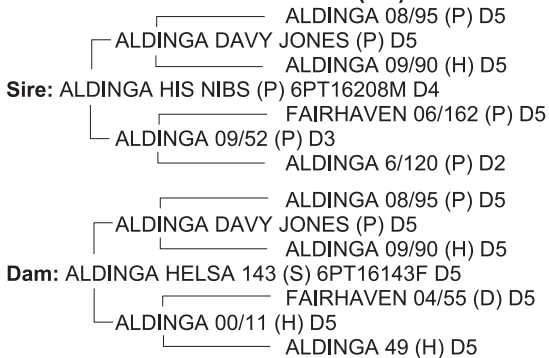 ALDINGA 08/95 (P) D5
ALDINGA DAVY JONES (P) D5
ALDINGA 09/90 (H) D5
Sire: ALDINGA HIS NIBS (P) 6PT16208M D4
FAIRHAVEN 06/162 (P) D5
ALDINGA 09/52 (P) D3
ALDINGA 6/120 (P) D2
ALDINGA 08/95 (P) D5
ALDINGA DAVY JONES (P) D5
ALDINGA 09/90 (H) D5
Dam: ALDINGA HELSA 143 (S) 6PT16143F D5
FAIRHAVEN 04/55 (D) D5
ALDINGA 00/11 (H) D5
ALDINGA 49 (H) D5